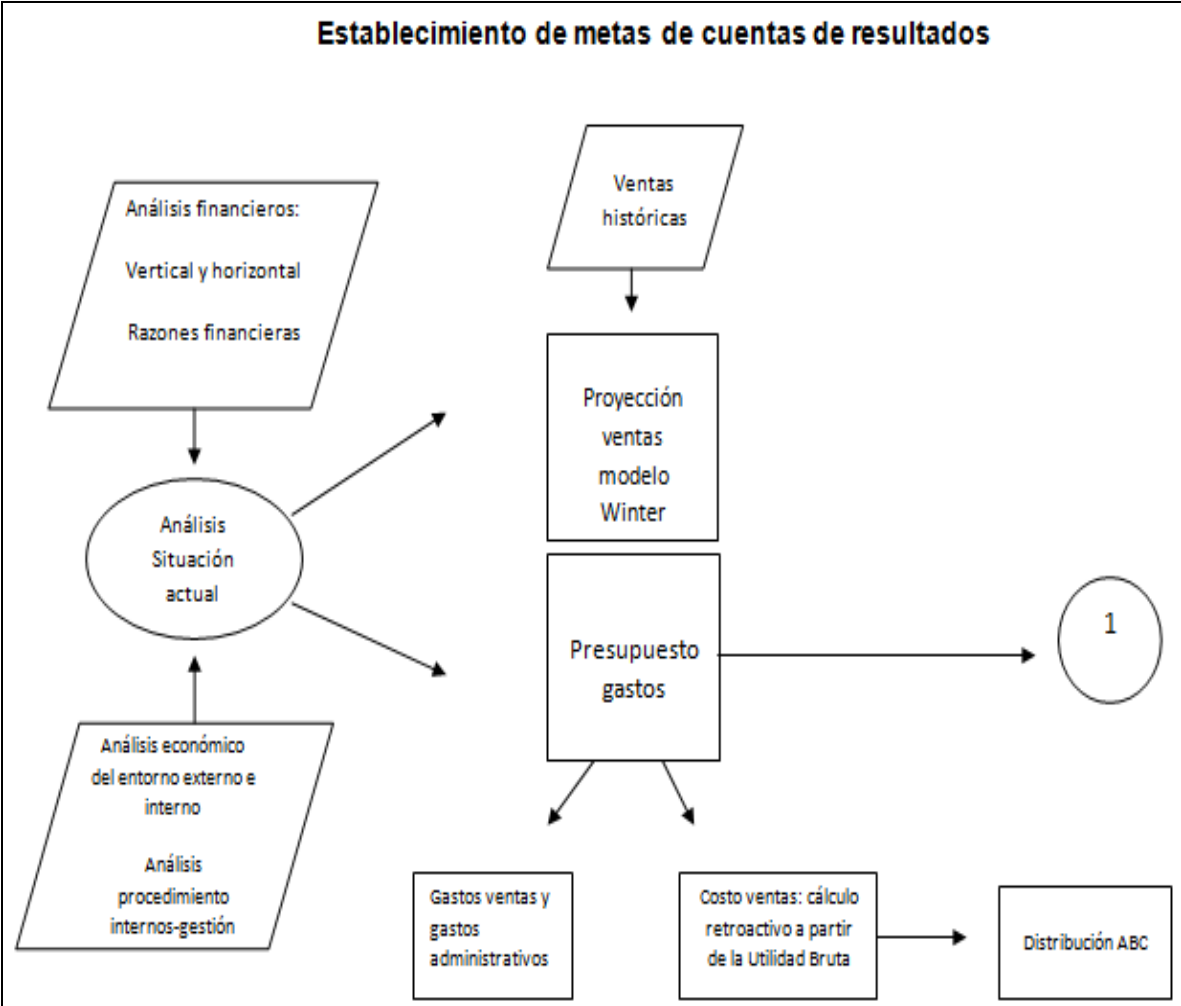 Establecimiento de metas de cuentas de resultados
Ventas
históricas
Análisis financieros:
Vertical y horizontal
Razones financieras
Proyección
ventas
modelo
Winter
Análisis
Situación
actual
Presupuesto
gastos
1
Análisis económico
del entorno externo e
interno
Análisis
procedimiento
internos-gestión
Gastos ventas y
gastos
administrativos
Costo ventas: cálculo
retroactivo a partir
de la Utilidad Bruta
Distribución ABC